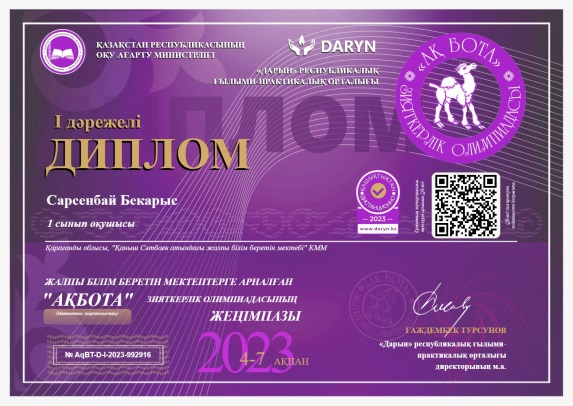 ҚАЗАҚСТАН РЕСПУБЛИКАСЫНЫҢ
ОҚУ АҒАРТУ МИНИСТРЛІГІ
DARYN
«ДАРЫН» РЕСПУБЛИКАЛЫҚ
ҒЫЛЫМИ-ПРАКТИКАЛЫҚ ОРТАЛЫҒЫ
«АҚ БОТА»
ЗИЯТКЕРЛІК ОЛИМПИАДАСЫ
І дәрежелі
ДИПЛОМ
Сарсенбай Бекарыс
1 сынып оқушысы
2023
www.daryn.kz
Қарағанды облысы, "Қаныш Сәтбаев атындағы жалпы білім беретін мектебі" КММ
ЖАЛПЫ БІЛІМ БЕРЕТІН МЕКТЕПТЕРГЕ АРНАЛҒАН
"АҚБОТА" ЗИЯТКЕРЛІК ОЛИМПИАДАСЫНЫҢ
ЖЕҢІМПАЗЫ
№ AqBT-D-I-2023-992916
2023
4-7 АҚПАН
ҒАЖДЕМБЕК ТУРСУНОВ
«Дарын» республикалық ғылыми-
практикалық орталығы
директорының м.а.